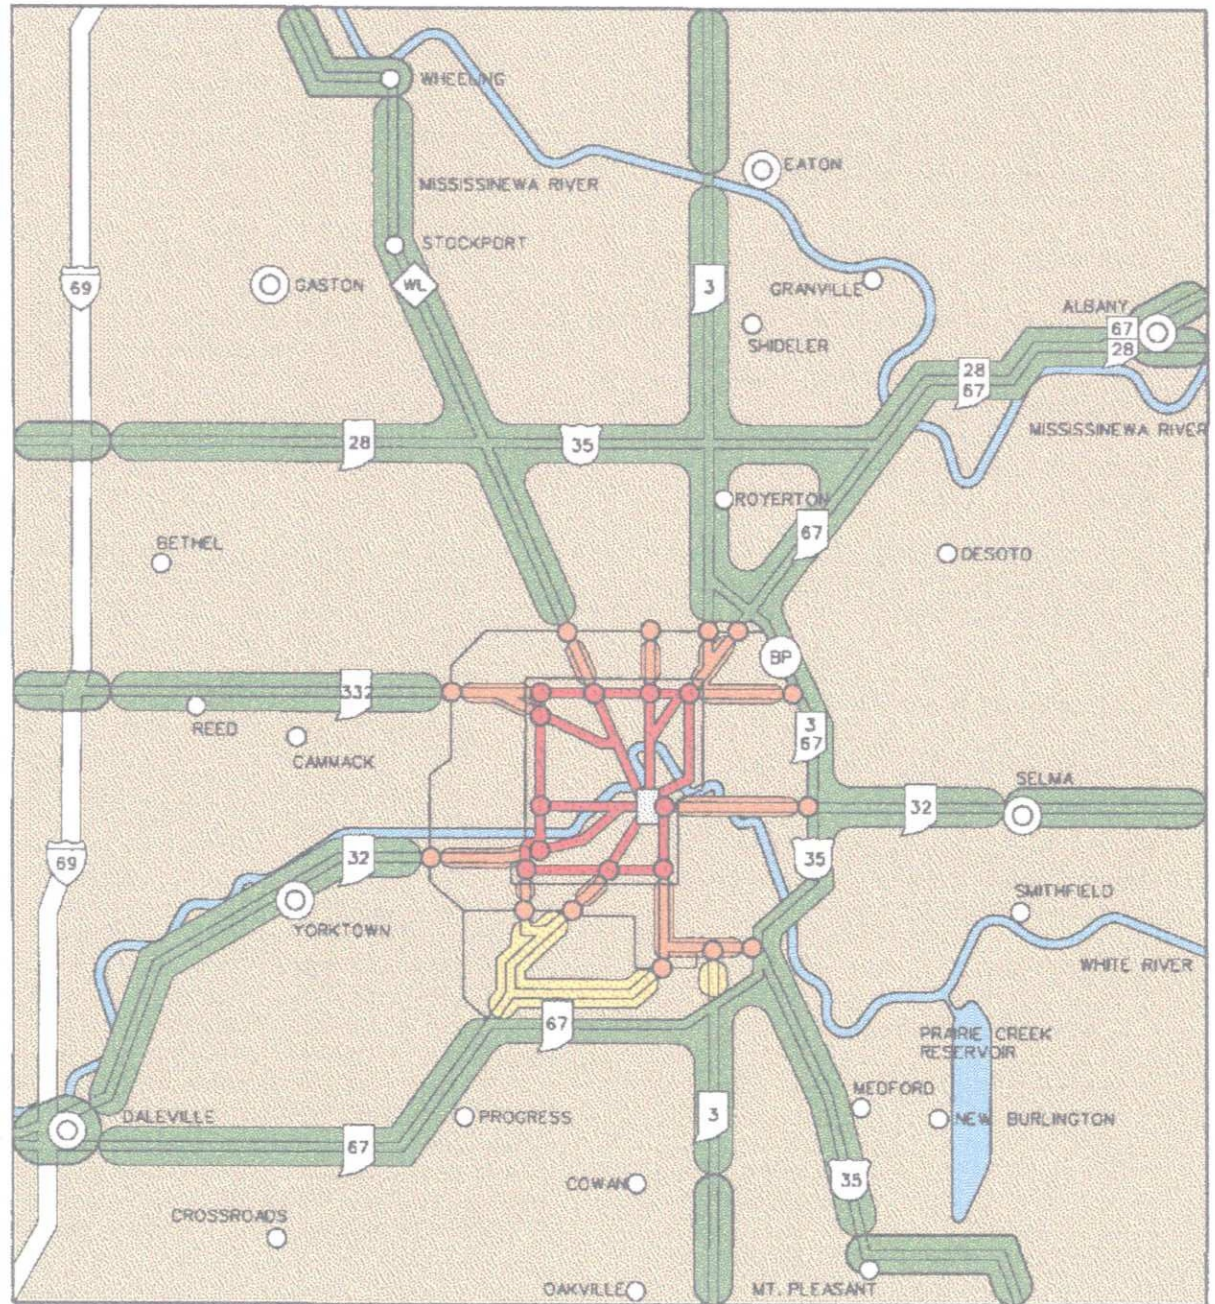 WHEELING
EATON
MISSISSINEWA RIVER
STOCKPORT
69
GASTON
WL
3
GRANVILLE
ALBANY
67
28
SHIDELER
28
67
28
35
MISSISSINEWA RIVER
ROYERTON
67
BETHEL
DESOTO
BP
332
REED
3
67
CAMMACK
SELMA
32
69
32
35
SMITHFIELD
YORKTOWN
WHITE RIVER
67
PRAIRIE CREEK
RESERVOIR
MEDFORD
DALEVILLE
PROGRESS
3
NEW BURLINGTON
67
COWAN
35
CROSSROADS
OAKVILLE
MT. PLEASANT